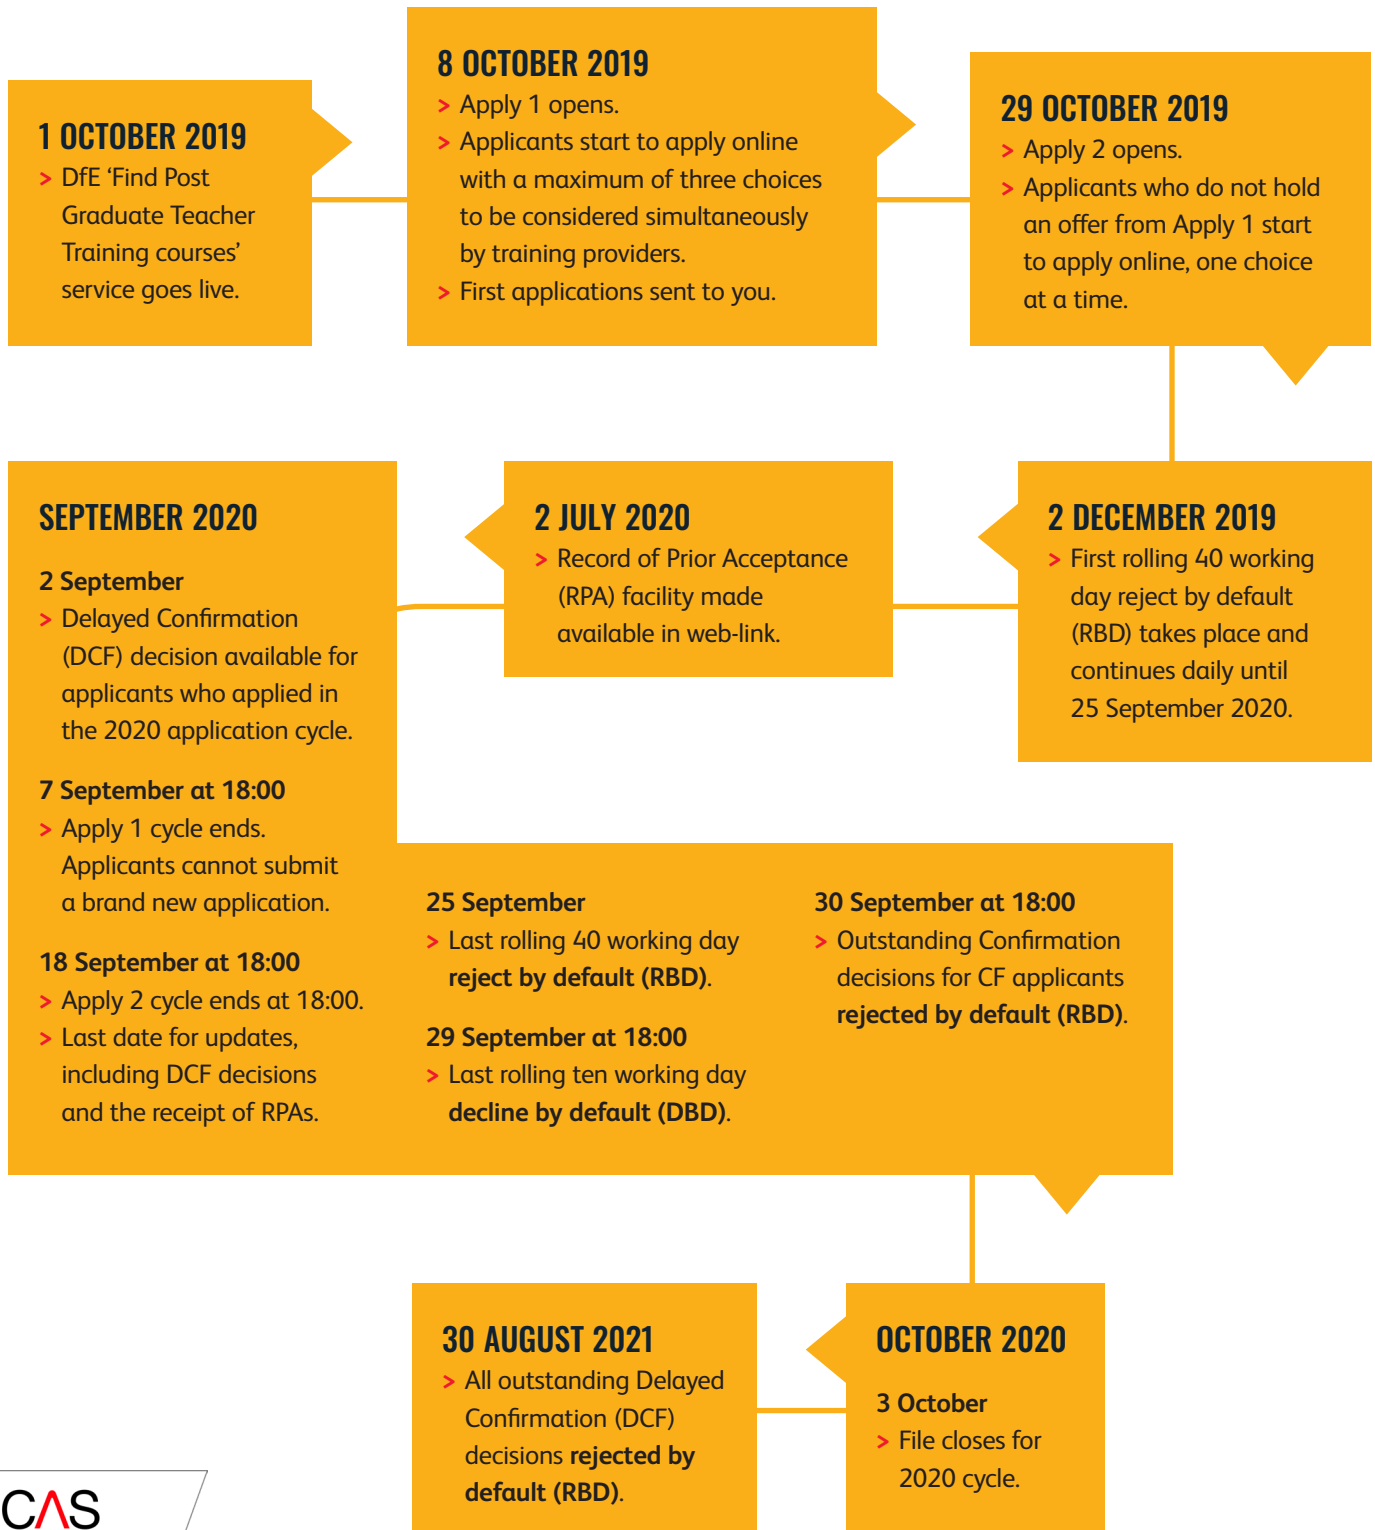 1 OCTOBER 2019
> DfE ‘Find Post
Graduate Teacher
Training courses’
service goes live.
8 OCTOBER 2019
> Apply 1 opens.
> Applicants start to apply online
with a maximum of three choices
to be considered simultaneously
by training providers.
> First applications sent to you.
29 OCTOBER 2019
> Apply 2 opens.
> Applicants who do not hold
an offer from Apply 1 start
to apply online, one choice
at a time.
2 DECEMBER 2019
> First rolling 40 working
day reject by default
(RBD) takes place and
continues daily until
25 September 2020.
2 JULY 2020
> Record of Prior Acceptance
(RPA) facility made
available in web-link.
SEPTEMBER 2020
2 September
> Delayed Confirmation
(DCF) decision available for
applicants who applied in
the 2020 application cycle.
7 September at 18:00
> Apply 1 cycle ends.
Applicants cannot submit
a brand new application.
18 September at 18:00
> Apply 2 cycle ends at 18:00.
> Last date for updates,
including DCF decisions
and the receipt of RPAs.
25 September
> Last rolling 40 working day
reject by default (RBD).
29 September at 18:00
> Last rolling ten working day
decline by default (DBD).
30 September at 18:00
> Outstanding Confirmation
decisions for CF applicants
rejected by default (RBD).
OCTOBER 2020
3 October
> File closes for
2020 cycle.
30 AUGUST 2021
> All outstanding Delayed
Confirmation (DCF)
decisions rejected by
default (RBD).
CAS